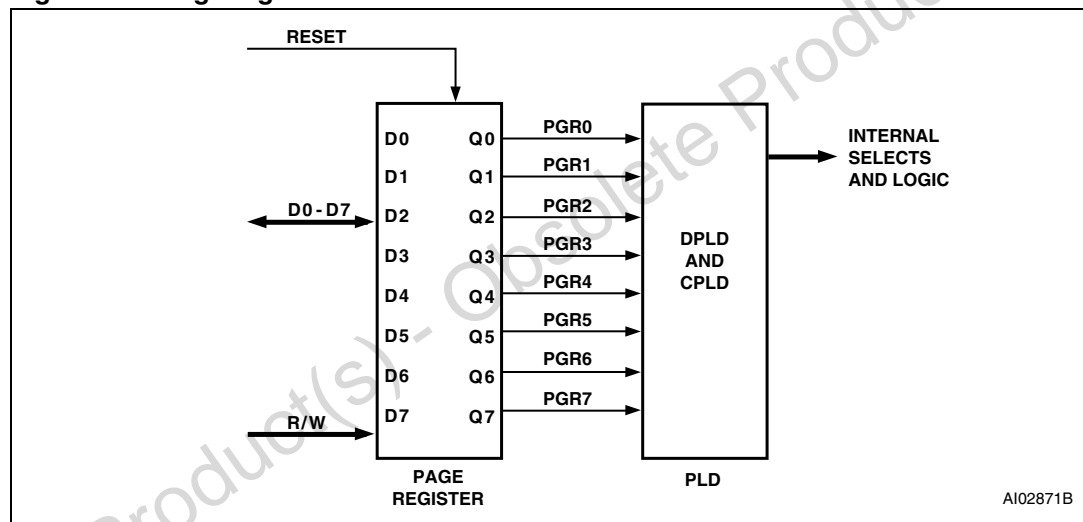 RESET
D0 Q0 PGR0
D1 Q1 PGR1
D0-D7 D2 Q2 PGR2
D3 Q3 PGR3
D4 Q4 PGR4
D5 Q5 PGR5
D6 Q6 PGR6
R/W D7 Q7 PGR7
DPLD
AND
CPLD
INTERNAL
SELECTS
AND LOGIC
PAGE
REGISTER
PLD
AI02871B
Product(s) - Obsolete Produc